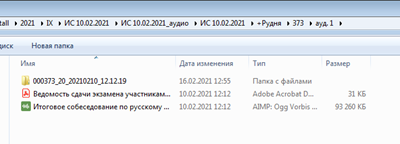 tall ▸ 2021 ▸ IX ▸ ИС 10.02.2021 ▸ ИС 10.02.2021_аудио ▸ ИС 10.02.2021 ▸ +Рудня ▸ 373 ▸ ауд. 1 ▸
диск Новая папка
Имя Дата изменения Тип Размер
000373_20_20210210_12.12.19 16.02.2021 12:55 Папка с файлами
Ведомость сдачи экзамена участникам... 10.02.2021 12:12 Adobe Acrobat D... 31 КБ
Итоговое собеседование по русскому ... 10.02.2021 12:12 AIMP: Ogg Vorbis ... 93 260 КБ